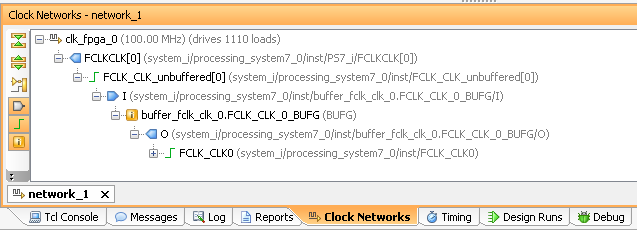 Clock Networks - network_1
clk_fpga_0 (100.00 MHz) (drives 1110 loads)
FCLKCLK[0] (system_i/processing_system7_0/inst/PS7_i/FCLKCLK[0])
FCLK_CLK_unbuffered[0] (system_i/processing_system7_0/inst/FCLK_CLK_unbuffered[0])
I (system_i/processing_system7_0/inst/buffer_fclk_clk_0.FCLK_CLK_0_BUFG/I)
buffer_fclk_clk_0.FCLK_CLK_0_BUFG (BUFG)
O (system_i/processing_system7_0/inst/buffer_fclk_clk_0.FCLK_CLK_0_BUFG/O)
FCLK_CLK0 (system_i/processing_system7_0/inst/FCLK_CLK0)
network_1
Tcl Console Messages Log Reports Clock Networks Timing Design Runs Debug